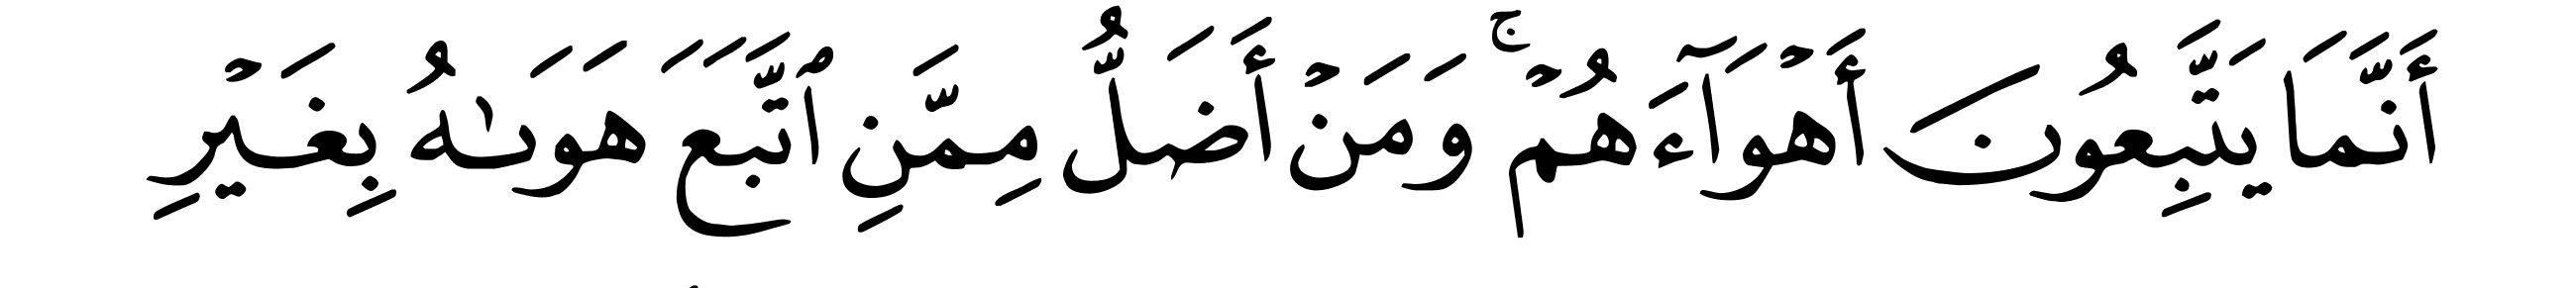 أَنَّمَا يَتَّبِعُونَ أَهۡوَآءَهُمۡۚ وَمَنۡ أَضَلُّ مِمَّنِ ٱتَّبَعَ هَوَىٰهُ بِغَيۡرِ